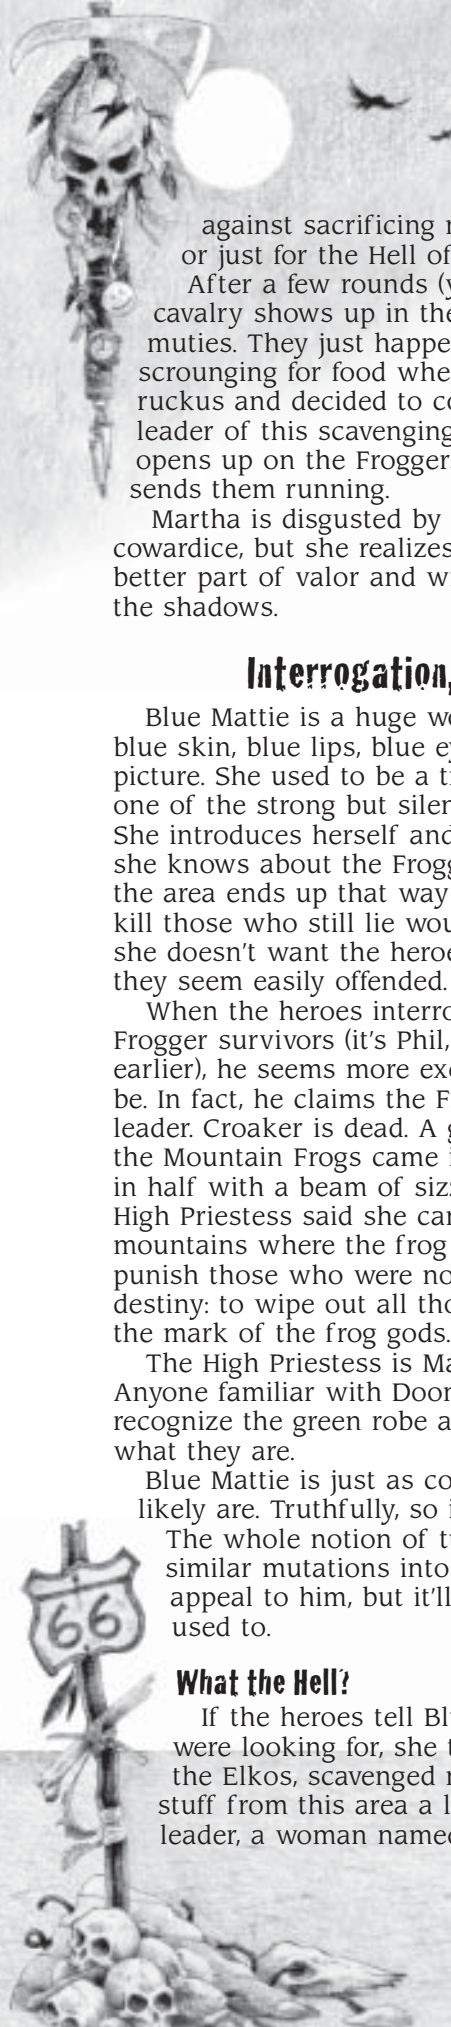 against sacrificing
or just for the Hell of
After a few rounds
cavalry shows up in the
muties. They just happe
scrounging for food whe
ruckus and decided to co
leader of this scavenging
opens up on the Frogger
sends them running.
Martha is disgusted by
cowardice, but she realizes
better part of valor and w
the shadows.
Interrogation,
Blue Mattie is a huge wo
blue skin, blue lips, blue ey
picture. She used to be a t
one of the strong but silen
She introduces herself and
she knows about the Frogg
the area ends up that way
kill those who still lie wou
she doesn't want the heroe
they seem easily offended.
When the heroes interro
Frogger survivors (it's Phil,
earlier), he seems more exc
be. In fact, he claims the F
leader. Croaker is dead. A g
the Mountain Frogs came i
in half with a beam of siz
High Priestess said she car
mountains where the frog
punish those who were no
destiny: to wipe out all tho
the mark of the frog gods.
The High Priestess is Ma
Anyone familiar with Door
recognize the green robe a
what they are.
Blue Mattie is just as co
likely are. Truthfully, so i
The whole notion of t
similar mutations into
appeal to him, but it'll
used to.
66
What the Hell?
If the heroes tell Bl
were looking for, she t
the Elkos, scavenged
stuff from this area a l
leader, a woman named